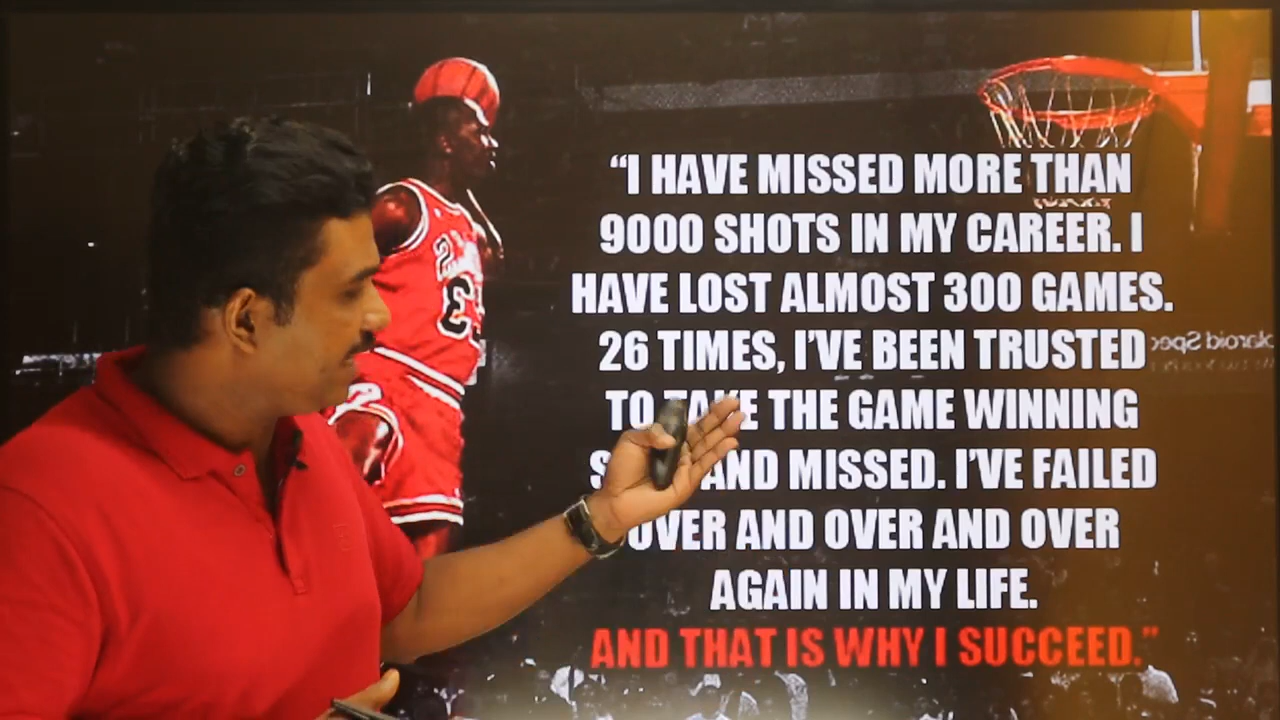 “I HAVE MISSED MORE THAN
9000 SHOTS IN MY CAREER. I
HAVE LOST ALMOST 300 GAMES.
26 TIMES, I’VE BEEN TRUSTED
TO TAKE THE GAME WINNING
AND MISSED. I’VE FAILED
OVER AND OVER AND OVER
AGAIN IN MY LIFE.
AND THAT IS WHY I SUCCEED.”